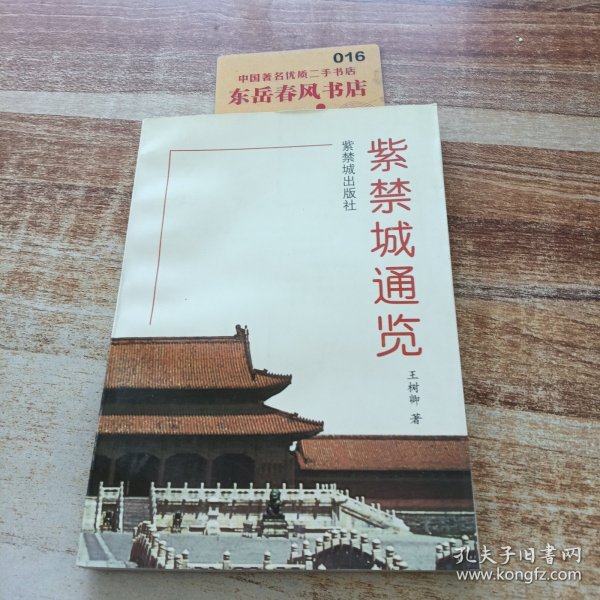 016
中国著名优质二手书店
东岳春风书店
紫禁城通览
王树卿 著
紫禁城出版社
孔夫子旧书网
www.kongfz.com